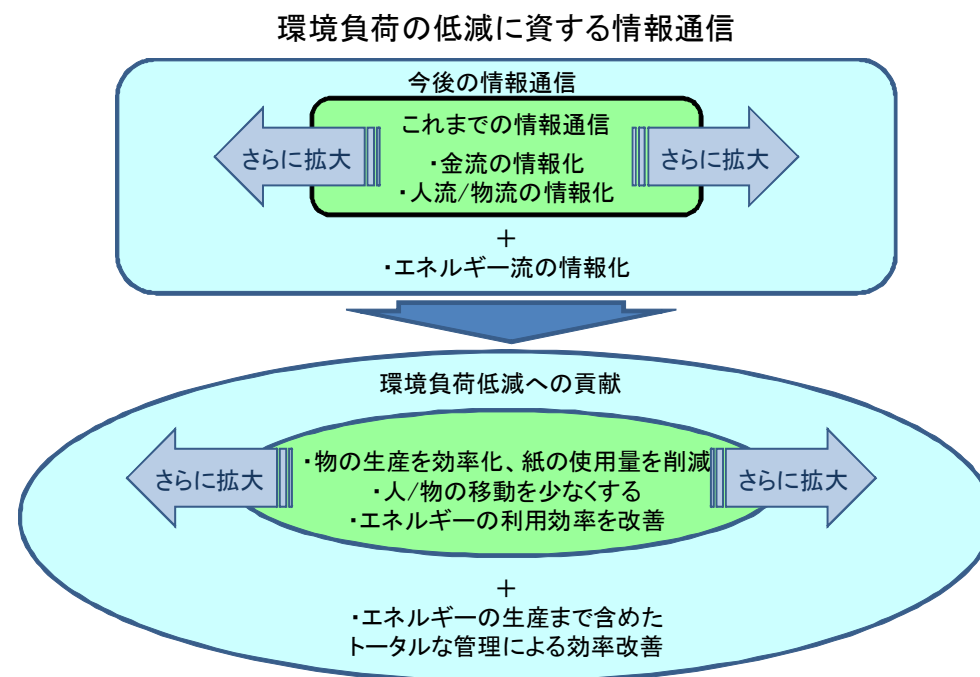 環境負荷の低減に資する情報通信
今後の情報通信
これまでの情報通信
さらに拡大
さらに拡大
・金流の情報化
・人流/物流の情報化
＋
・エネルギー流の情報化
環境負荷低減への貢献
・物の生産を効率化、紙の使用量を削減
さらに拡大
さらに拡大
・人/物の移動を少なくする
・エネルギーの利用効率を改善
＋
・エネルギーの生産まで含めた
トータルな管理による効率改善